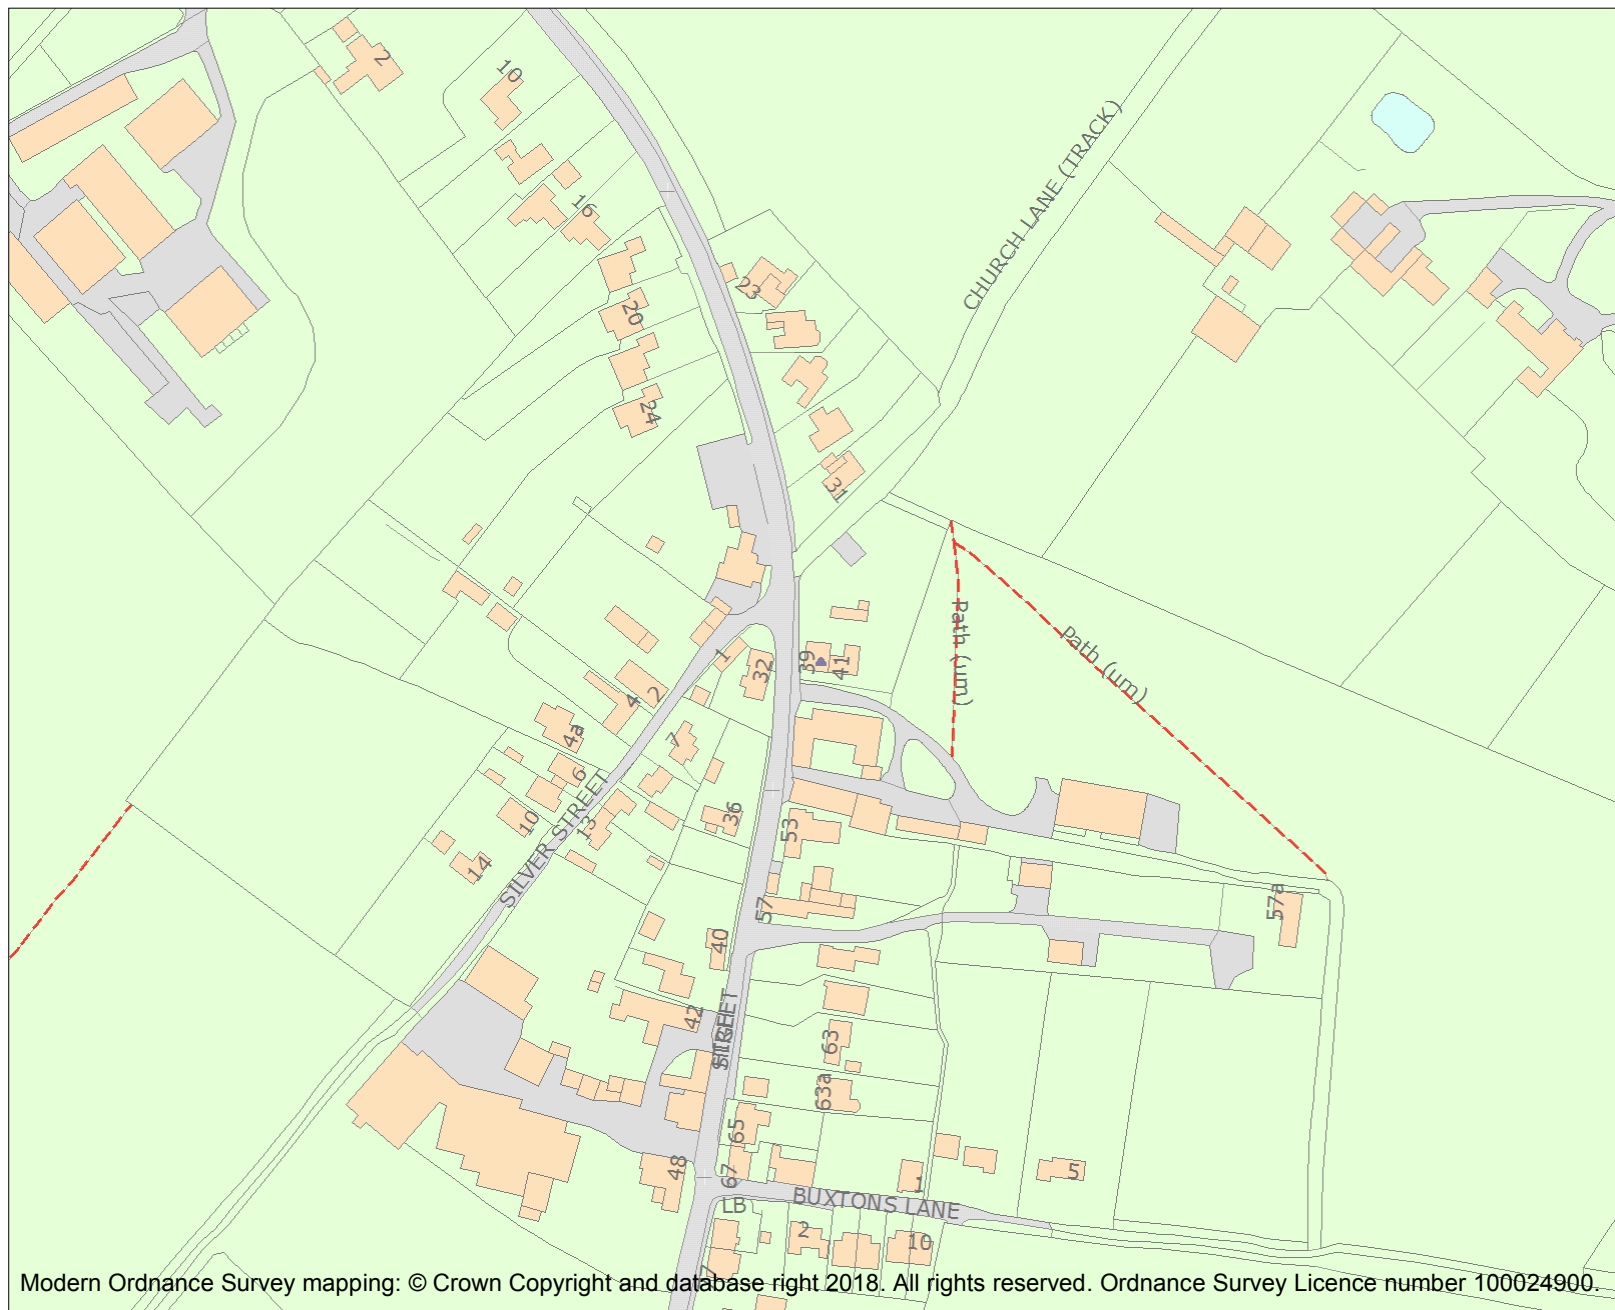 2
10
16
CHURCH LANE (TRACK)
23
20
24
31
Path (um)
Path (um)
1
32
39
41
2
4
4a
7
6
SILVER STREET
10
13
36
53
14
57
57a
40
42
STREET
63
63a
65
48
67
5
1
BUXTONS LANE
LB
2
10
Modern Ordnance Survey mapping: © Crown Copyright and database right 2018. All rights reserved. Ordnance Survey Licence number 100024900.